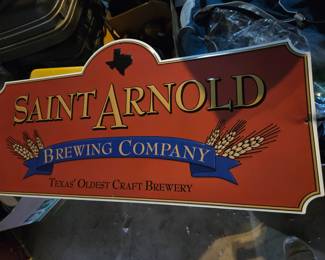 SAINT ARNOLD
BREWING COMPANY
TEXAS' OLDEST CRAFT BREWERY